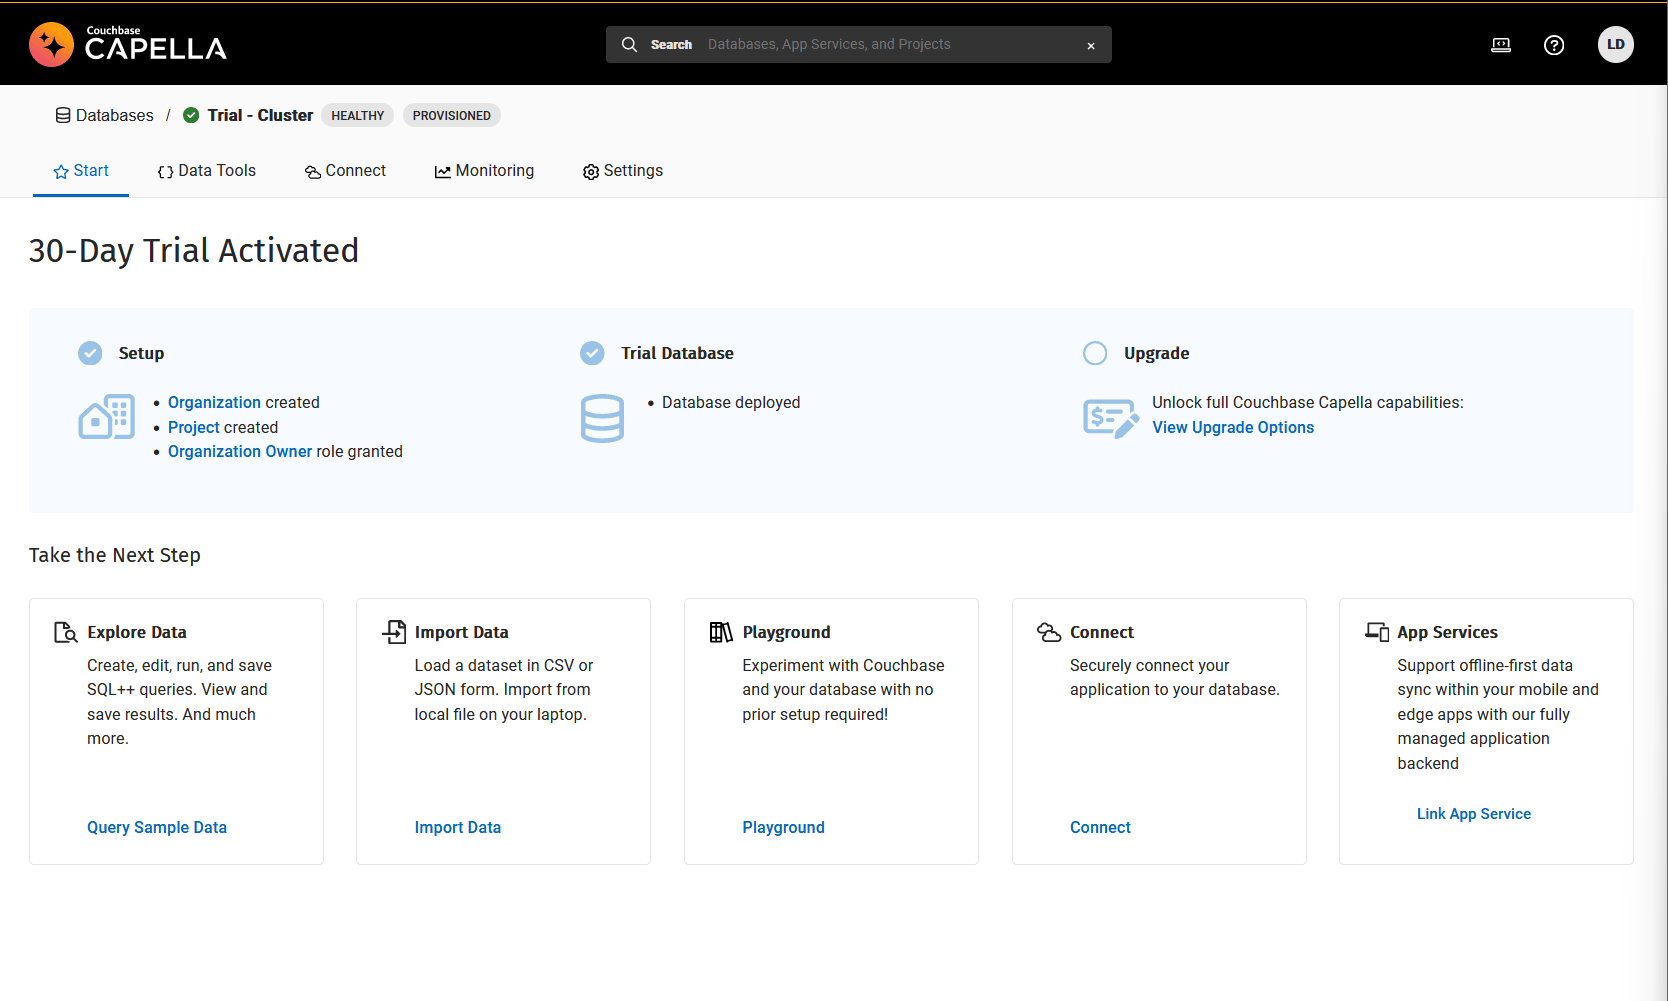 Couchbase
CAPELLA
Search Databases, App Services, and Projects ×
LD
Databases / Trial - Cluster HEALTHY PROVISIONED
Start Data Tools Connect Monitoring Settings
30-Day Trial Activated
Setup
• Organization created
• Project created
• Organization Owner role granted
Trial Database
• Database deployed
Upgrade
Unlock full Couchbase Capella capabilities:
View Upgrade Options
Take the Next Step
Explore Data
Create, edit, run, and save
SQL++ queries. View and
save results. And much
more.
Query Sample Data
Import Data
Load a dataset in CSV or
JSON form. Import from
local file on your laptop.
Import Data
Playground
Experiment with Couchbase
and your database with no
prior setup required!
Playground
Connect
Securely connect your
application to your database.
Connect
App Services
Support offline-first data
sync within your mobile and
edge apps with our fully
managed application
backend
Link App Service